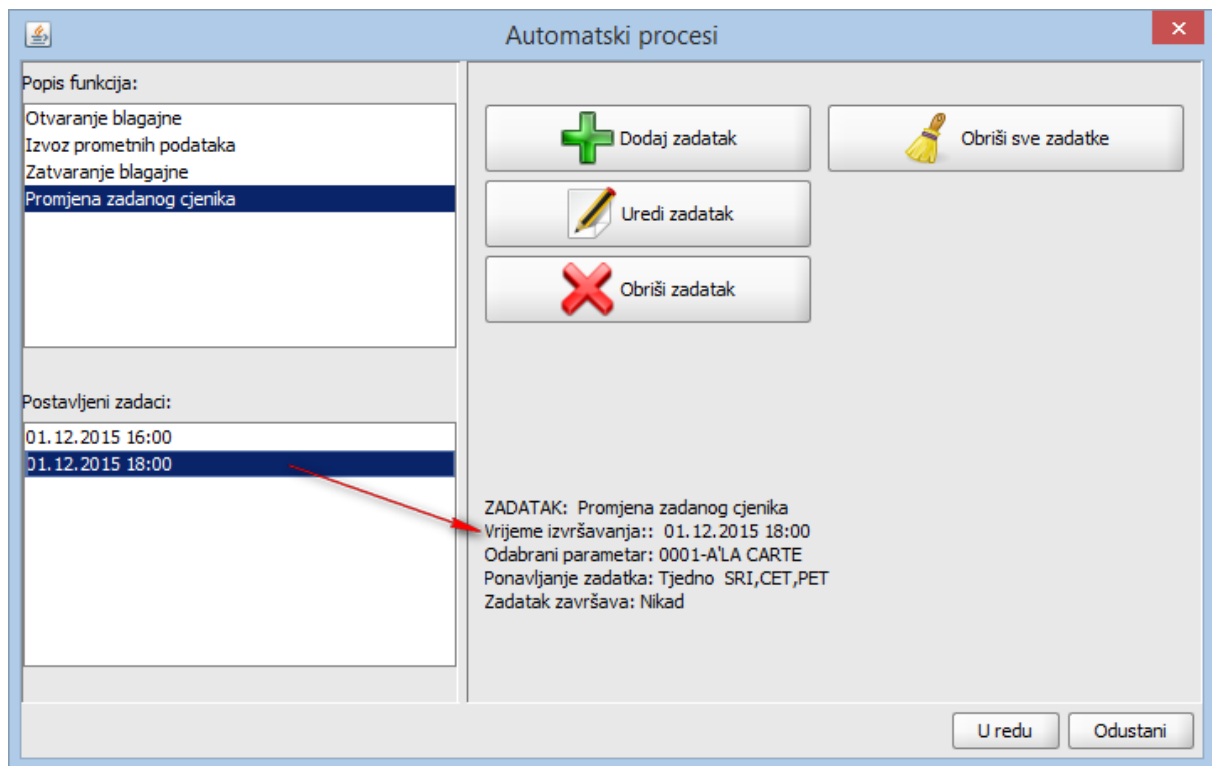 Automatski procesi
Popis funkcija:
Otvaranje blagajne
Izvoz prometnih podataka
Zatvaranje blagajne
Promjena zadanog cjenika
Dodaj zadatak
Obriši sve zadatke
Uredi zadatak
Obriši zadatak
Postavljeni zadaci:
01.12.2015 16:00
01.12.2015 18:00
ZADATAK: Promjena zadanog cjenika
Vrijeme izvršavanja:: 01.12.2015 18:00
Odabrani parametar: 0001-A'LA CARTE
Ponavljanje zadatka: Tjedno SRI,CET,PET
Zadatak završava: Nikad
U redu
Odustani